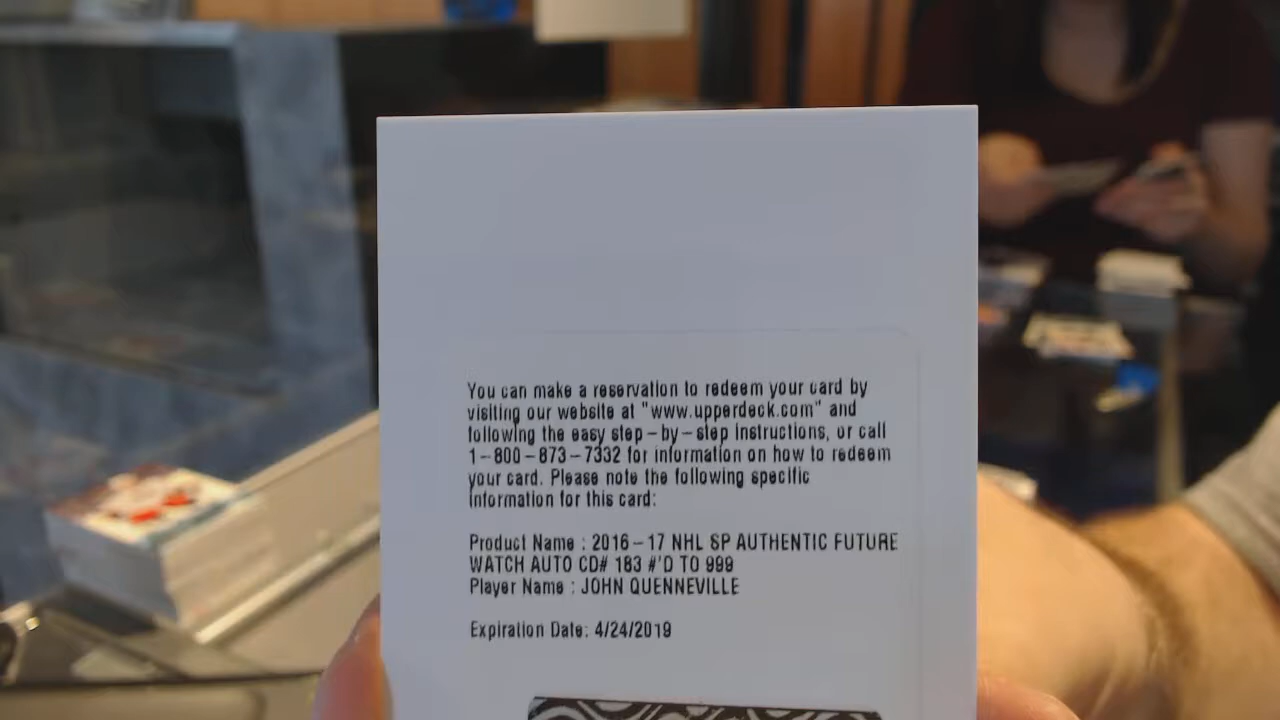 You can make a reservation to redeem your card by
visiting our website at "www.upperdeck.com" and
following the easy step-by-step instructions, or call
1-800-873-7332 for information on how to redeem
your card. Please note the following specific
information for this card:
Product Name : 2016-17 NHL SP AUTHENTIC FUTURE
WATCH AUTO CD# 183 #'D TO 999
Player Name : JOHN QUENNEVILLE
Expiration Date: 4/24/2019